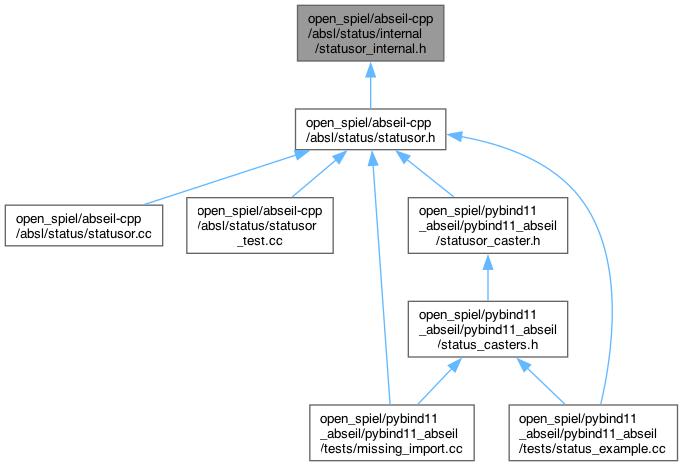 open_spiel/abseil-cpp
/absl/status/internal
/statusor_internal.h
open_spiel/abseil-cpp
/absl/status/statusor.h
open_spiel/abseil-cpp
/absl/status/statusor.cc
open_spiel/abseil-cpp
/absl/status/statusor
_test.cc
open_spiel/pybind11
_abseil/pybind11_abseil
/statusor_caster.h
open_spiel/pybind11
_abseil/pybind11_abseil
/status_casters.h
open_spiel/pybind11
_abseil/pybind11_abseil
/tests/missing_import.cc
open_spiel/pybind11
_abseil/pybind11_abseil
/tests/status_example.cc